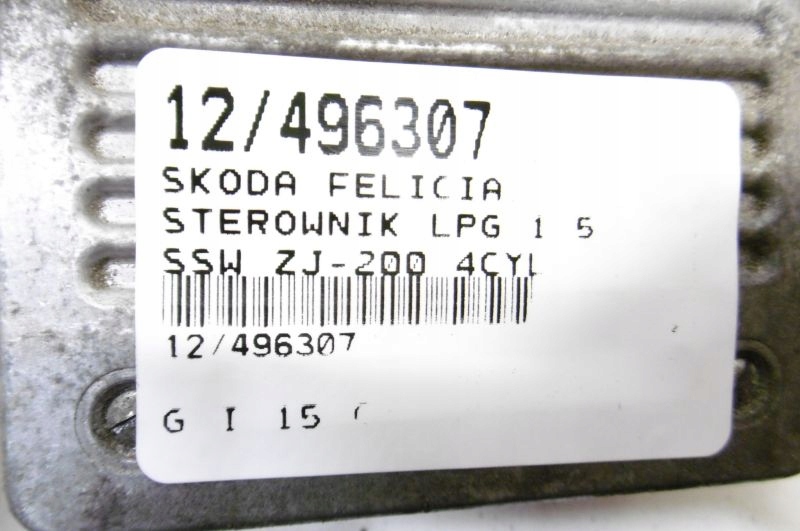 12/496307
SKODA FELICIA
STEROWNIK LPG 1 5
SSW ZJ-200 4CYL
12/496307
G I 15